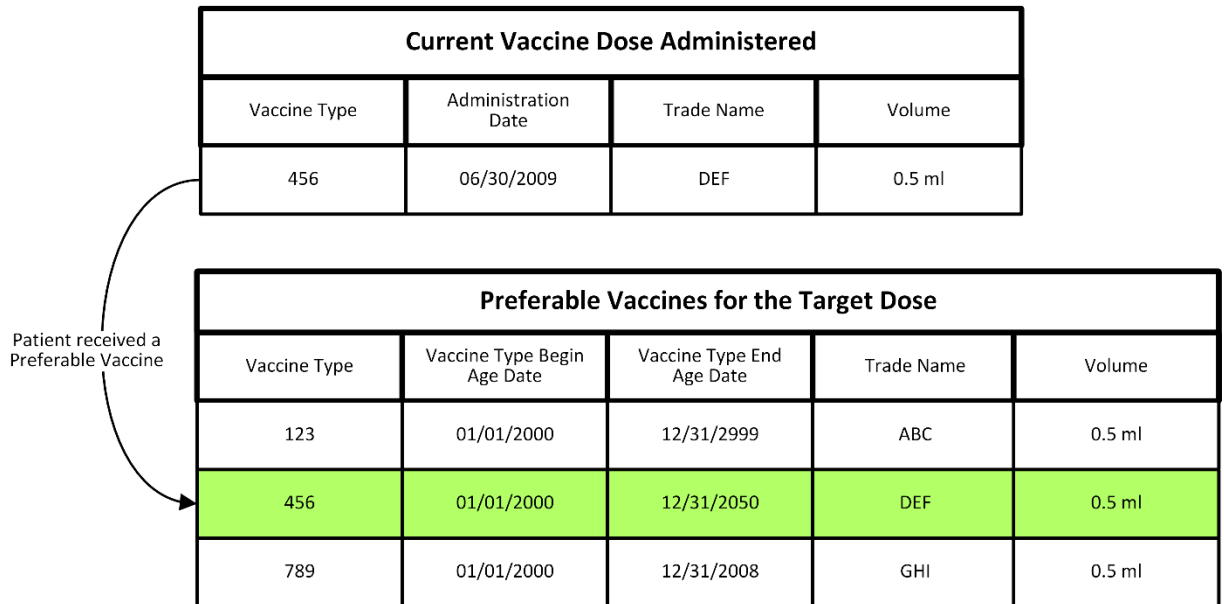 Current Vaccine Dose Administered
Vaccine Type
Administration
Date
Trade Name
Volume
456
06/30/2009
DEF
0.5 ml
Patient received a
Preferable Vaccine
Preferable Vaccines for the Target Dose
Vaccine Type
Vaccine Type Begin
Age Date
Vaccine Type End
Age Date
Trade Name
Volume
123
01/01/2000
12/31/2999
ABC
0.5 ml
456
01/01/2000
12/31/2050
DEF
0.5 ml
789
01/01/2000
12/31/2008
GHI
0.5 ml